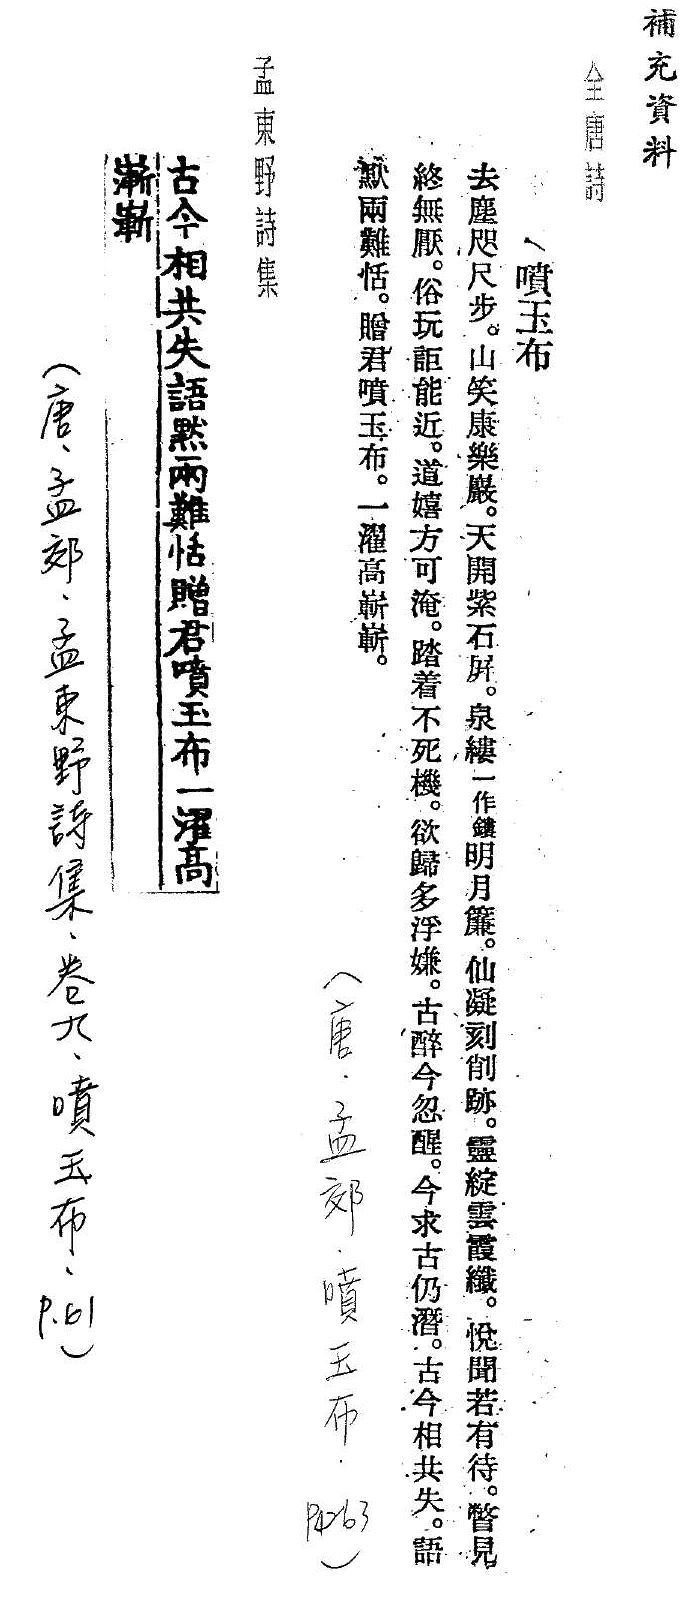 補充資料
全唐詩
噴玉布
去塵咫尺步。山笑康樂巖。天開紫石屏。泉縷一作鏤明月簾。仙凝刻削跡。靈綻雲霞纖。悅聞若有待。瞥見
終無厭。俗玩詎能近。道嬉方可淹。踏着不死機。欲歸多浮嫌。古醉今忽醒。今求古仍潛。古今相共失。語
默兩難恬。贈君噴玉布。一濯高嶄嶄。
(唐.孟郊.噴玉布.P4263)
孟東野詩集
古今相共失語默兩難恬贈君噴玉布一濯高
嶄嶄
(唐、孟郊、孟東野詩集、卷九、噴玉布、P.61)